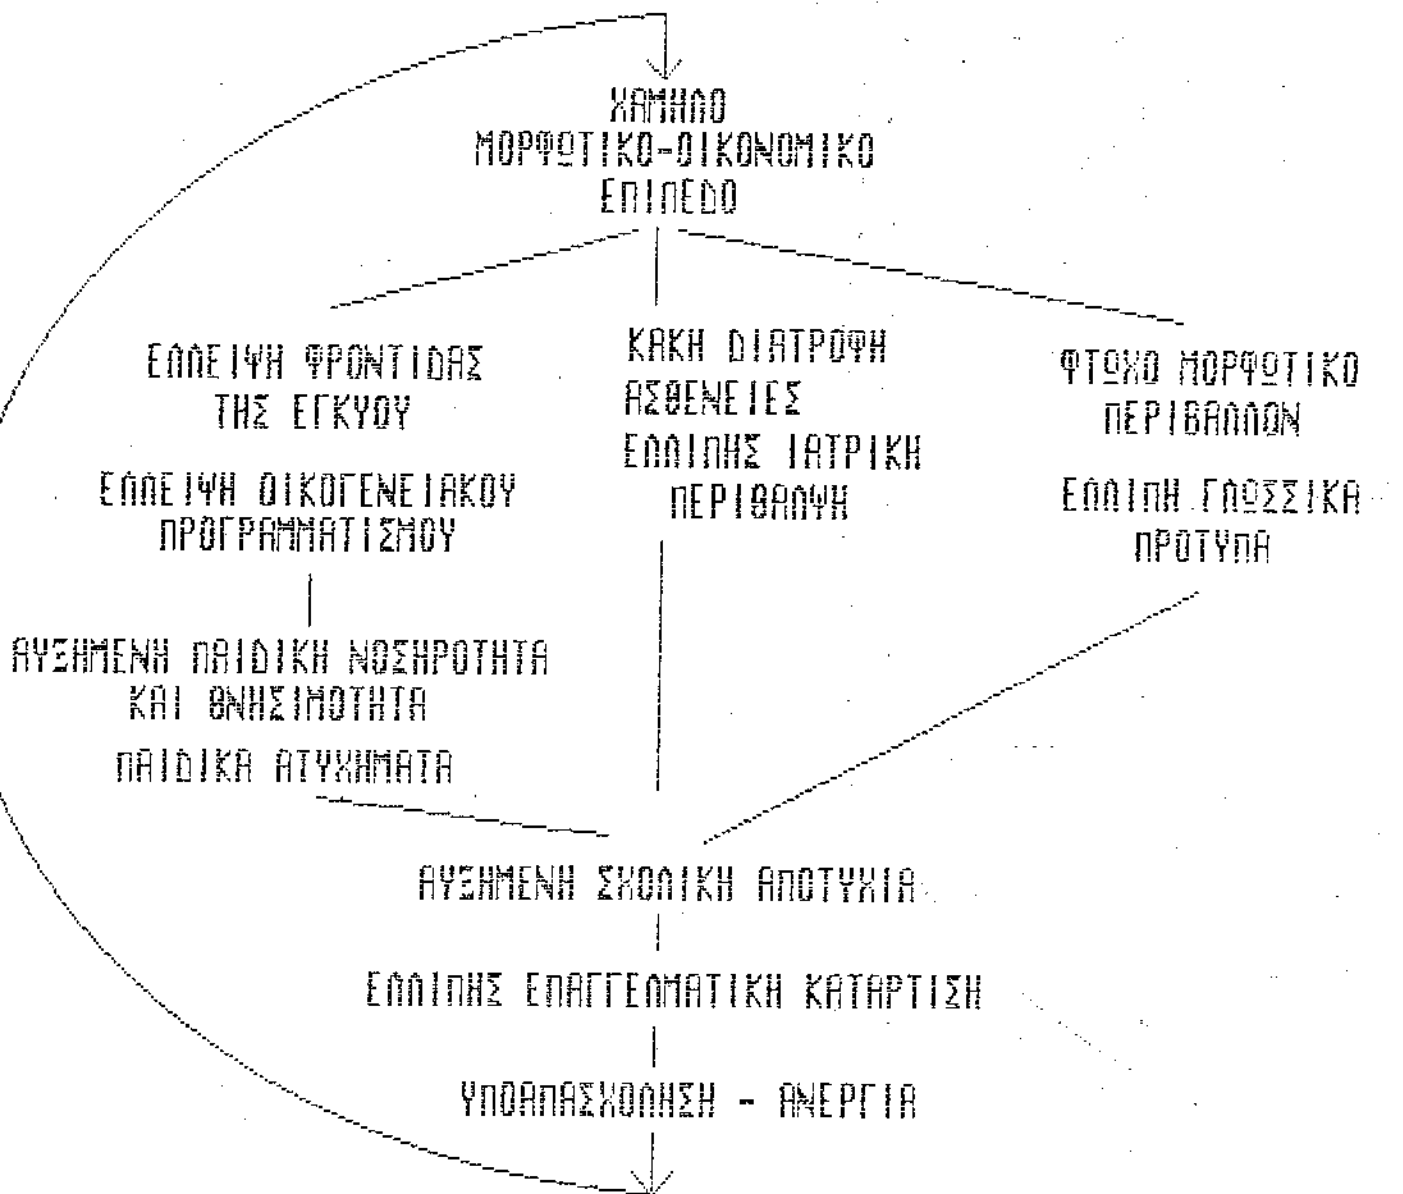 ΧΑΜΗΛΟ
ΜΟΡΦΩΤΙΚΟ-ΟΙΚΟΝΟΜΙΚΟ
ΕΠΙΠΕΔΟ
ΕΛΛΕΙΨΗ ΦΡΟΝΤΙΔΑΣ
ΤΗΣ ΕΓΚΥΟΥ
ΕΛΛΕΙΨΗ ΟΙΚΟΓΕΝΕΙΑΚΟΥ
ΠΡΟΓΡΑΜΜΑΤΙΣΜΟΥ
ΑΥΞΗΜΕΝΗ ΠΑΙΔΙΚΗ ΝΟΣΗΡΟΤΗΤΑ
ΚΑΙ ΘΝΗΣΙΜΟΤΗΤΑ
ΠΑΙΔΙΚΑ ΑΤΥΧΗΜΑΤΑ
ΚΑΚΗ ΔΙΑΤΡΟΦΗ
ΑΣΘΕΝΕΙΕΣ
ΕΛΛΙΠΗΣ ΙΑΤΡΙΚΗ
ΠΕΡΙΘΑΛΨΗ
ΦΤΩΧΟ ΜΟΡΦΩΤΙΚΟ
ΠΕΡΙΒΑΛΛΟΝ
ΕΛΛΙΠΗ ΓΛΩΣΣΙΚΑ
ΠΡΟΤΥΠΑ
ΑΥΞΗΜΕΝΗ ΣΧΟΛΙΚΗ ΑΠΟΤΥΧΙΑ
ΕΛΛΙΠΗΣ ΕΠΑΓΓΕΛΜΑΤΙΚΗ ΚΑΤΑΡΤΙΣΗ
ΥΠΟΑΠΑΣΧΟΛΗΣΗ - ΑΝΕΡΓΙΑ